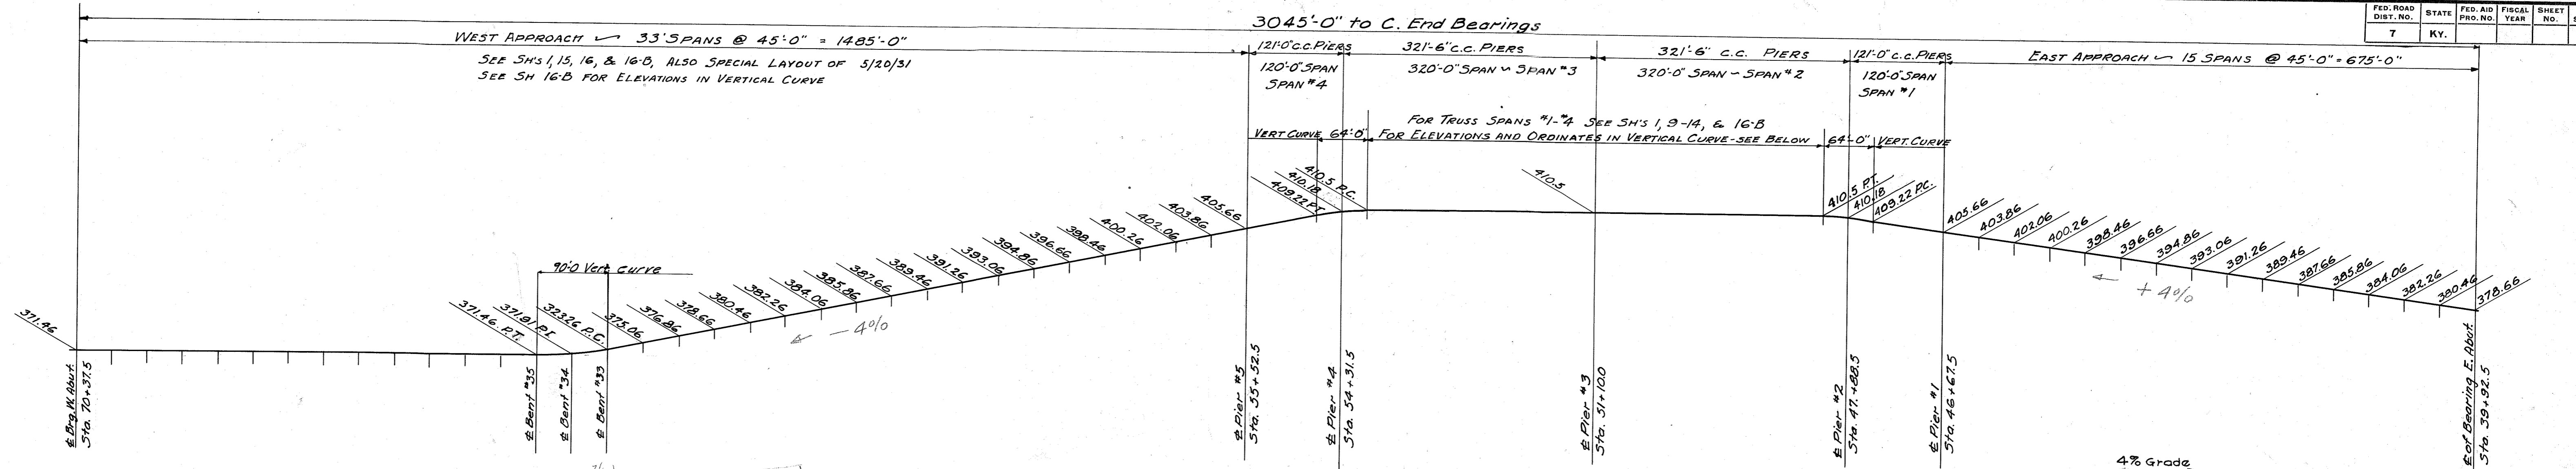 3045'-0" to C. End Bearings
FED. ROAD DIST. NO. STATE FED. AID PRO. NO. FISCAL YEAR SHEET NO.
7 KY.
WEST APPROACH ~ 33 SPANS @ 45'-0" = 1485'-0"
SEE SH'S 1, 15, 16, & 16-B, ALSO SPECIAL LAYOUT OF 5/20/31
SEE SH 16-B FOR ELEVATIONS IN VERTICAL CURVE
121'-0" C.C. PIERS
120'-0" SPAN
SPAN #4
321'-6" C.C. PIERS
320'-0" SPAN ~ SPAN #3
321'-6" C.C. PIERS
320'-0" SPAN ~ SPAN #2
121'-0" C.C. PIERS
120'-0" SPAN
SPAN #1
EAST APPROACH ~ 15 SPANS @ 45'-0" = 675'-0"
FOR TRUSS SPANS #1-#4 SEE SH'S 1, 9-14, & 16-B
VERT CURVE 64'-0" FOR ELEVATIONS AND ORDINATES IN VERTICAL CURVE-SEE BELOW 64'-0" VERT. CURVE
371.46
90'-0 Vert Curve
371.46 P.T.
371.91 P.I.
323.26 P.C.
375.06
376.86
378.66
380.46
382.26
384.06
385.86
387.66
389.46
391.26
393.06
394.86
396.66
398.46
400.26
402.06
403.86
405.66
409.22 P.T.
410.18
410.5 P.C.
410.5
410.5 P.T.
410.18
409.22 P.C.
405.66
403.86
402.06
400.26
398.46
396.66
394.86
393.06
391.26
389.46
387.66
385.86
384.06
382.26
380.46
378.66
← - 4%
← + 4%
℄ Brg. W. Abut.
Sta. 70+37.5
℄ Bent #35
℄ Bent #34
℄ Bent #33
℄ Pier #5
Sta. 55+52.5
℄ Pier #4
Sta. 54+31.5
℄ Pier #3
Sta. 51+10.0
℄ Pier #2
Sta. 47+88.5
℄ Pier #1
Sta. 46+67.5
℄ of Bearing E. Abut.
Sta. 39+92.5
4% Grade